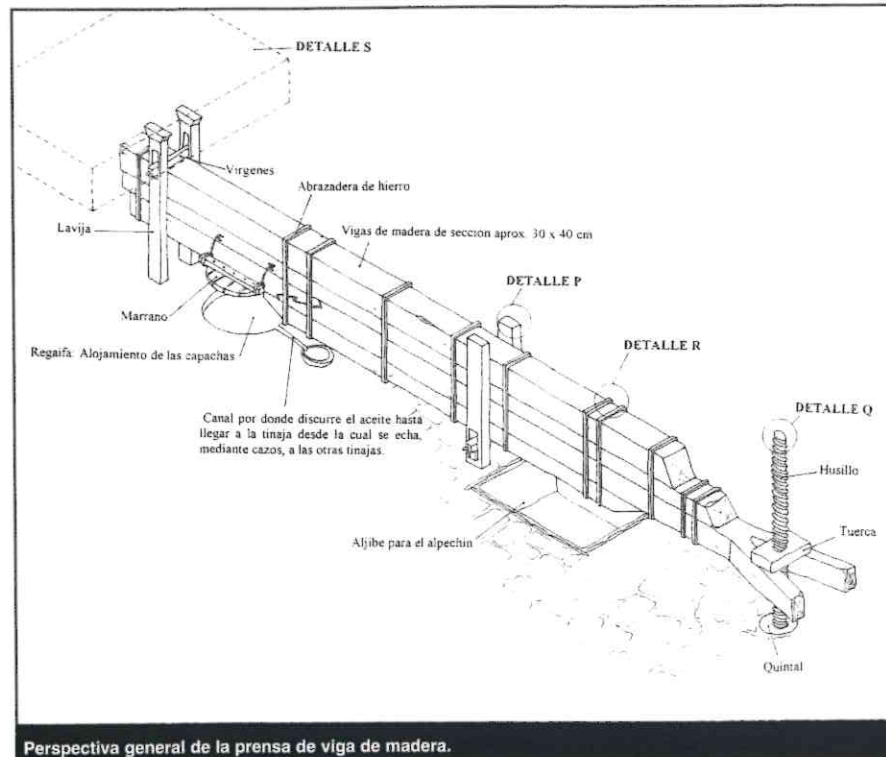 DETALLE S
Virgenes
Abrazadera de hierro
Lavija
Vigas de madera de seccion aprox. 30 x 40 cm
DETALLE P
Marrano
Regaifa: Alojamiento de las capachas
DETALLE R
DETALLE Q
Canal por donde discurre el aceite hasta
llegar a la tinaja desde la cual se echa,
mediante cazos, a las otras tinajas.
Husillo
Tuerca
Aljibe para el alpechin
Quintal
Perspectiva general de la prensa de viga de madera.